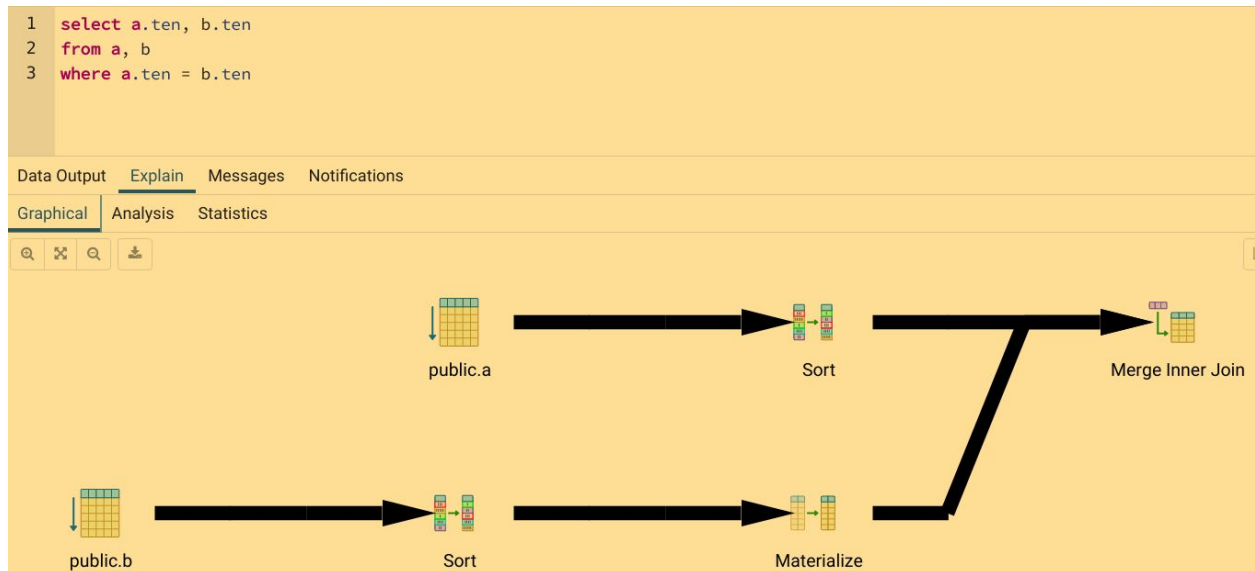 1 select a.ten, b.ten
2 from a, b
3 where a.ten = b.ten
Data Output Explain Messages Notifications
Graphical Analysis Statistics
public.a
Sort
Merge Inner Join
public.b
Sort
Materialize